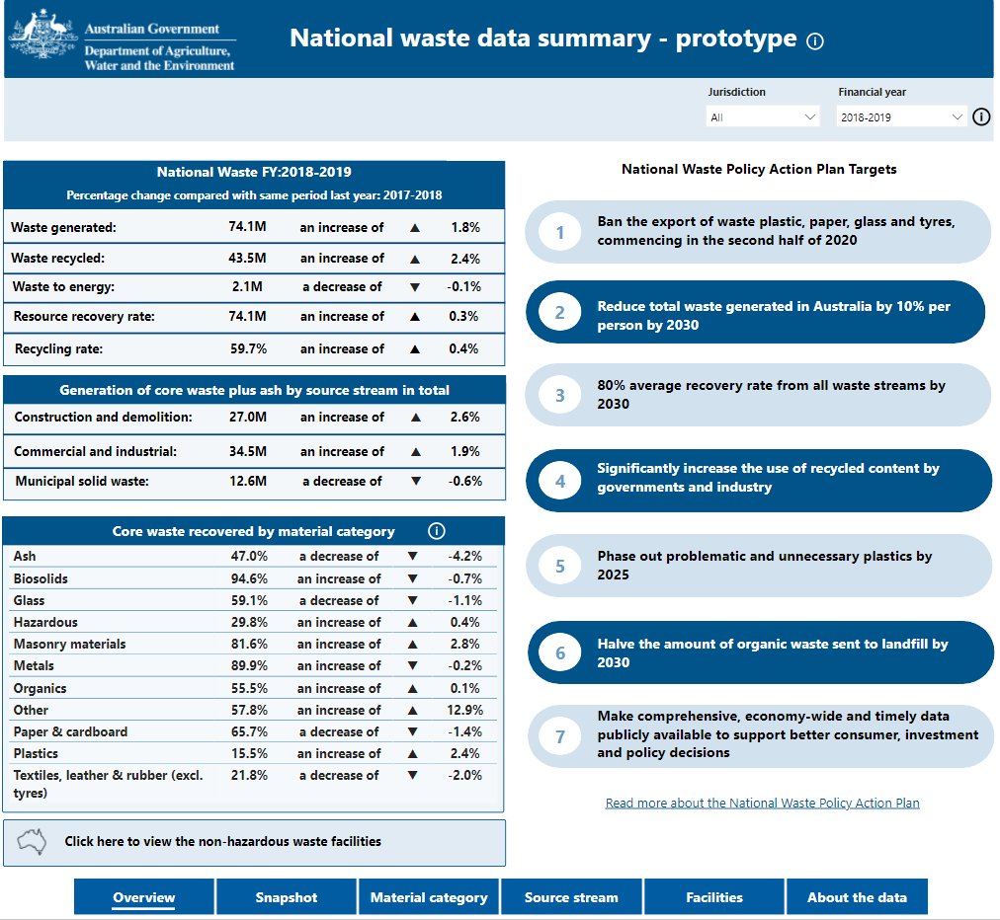 Australian Government
Department of Agriculture,
Water and the Environment
National waste data summary - prototype
Jurisdiction
Financial year
All
2018-2019
National Waste FY:2018-2019
Percentage change compared with same period last year: 2017-2018
Waste generated: 74.1M an increase of ▲ 1.8%
Waste recycled: 43.5M an increase of ▲ 2.4%
Waste to energy: 2.1M a decrease of ▼ -0.1%
Resource recovery rate: 74.1M an increase of ▲ 0.3%
Recycling rate: 59.7% an increase of ▲ 0.4%
Generation of core waste plus ash by source stream in total
Construction and demolition: 27.0M an increase of ▲ 2.6%
Commercial and industrial: 34.5M an increase of ▲ 1.9%
Municipal solid waste: 12.6M a decrease of ▼ -0.6%
Core waste recovered by material category
Ash 47.0% a decrease of ▼ -4.2%
Biosolids 94.6% an increase of ▼ -0.7%
Glass 59.1% a decrease of ▼ -1.1%
Hazardous 29.8% an increase of ▲ 0.4%
Masonry materials 81.6% an increase of ▲ 2.8%
Metals 89.9% an increase of ▼ -0.2%
Organics 55.5% an increase of ▲ 0.1%
Other 57.8% an increase of ▲ 12.9%
Paper & cardboard 65.7% a decrease of ▼ -1.4%
Plastics 15.5% an increase of ▲ 2.4%
Textiles, leather & rubber (excl. 21.8% a decrease of ▼ -2.0%
tyres)
Click here to view the non-hazardous waste facilities
National Waste Policy Action Plan Targets
1 Ban the export of waste plastic, paper, glass and tyres,
commencing in the second half of 2020
2 Reduce total waste generated in Australia by 10% per
person by 2030
3 80% average recovery rate from all waste streams by
2030
4 Significantly increase the use of recycled content by
governments and industry
5 Phase out problematic and unnecessary plastics by
2025
6 Halve the amount of organic waste sent to landfill by
2030
7 Make comprehensive, economy-wide and timely data
publicly available to support better consumer, investment
and policy decisions
Read more about the National Waste Policy Action Plan
Overview
Snapshot
Material category
Source stream
Facilities
About the data